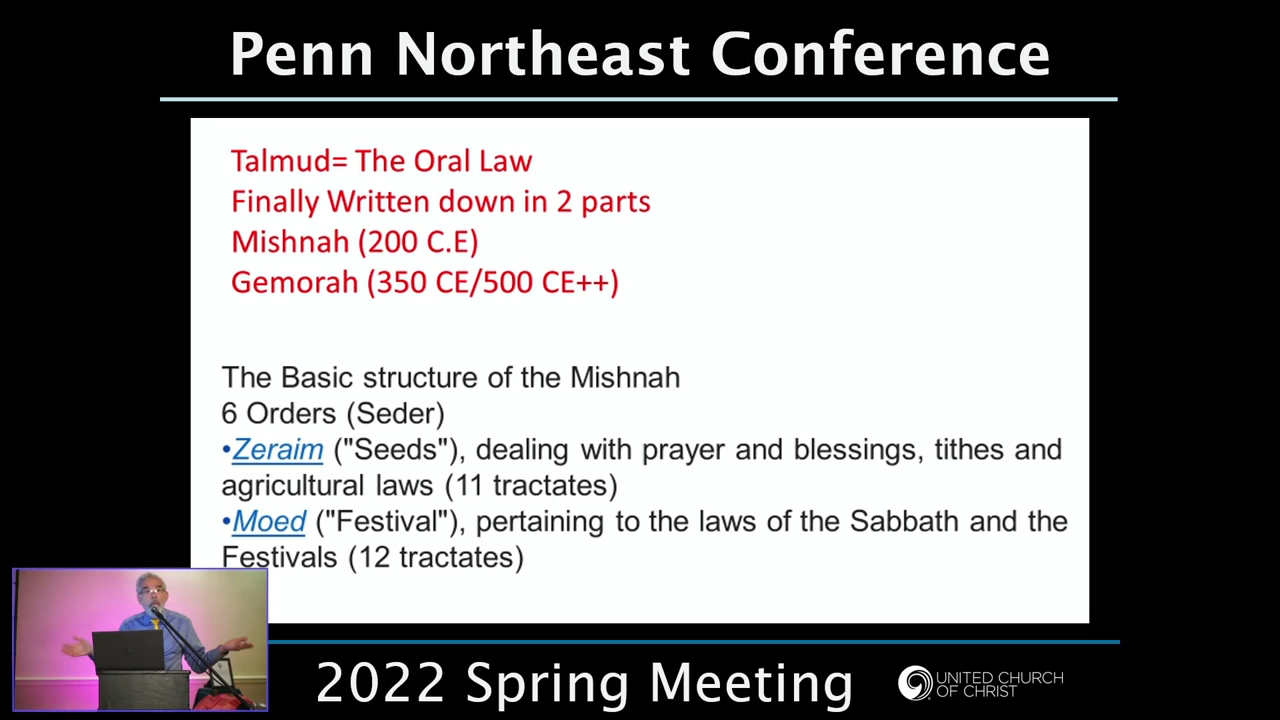 Penn Northeast Conference
Talmud= The Oral Law
Finally Written down in 2 parts
Mishnah (200 C.E)
Gemorah (350 CE/500 CE++)
The Basic structure of the Mishnah
6 Orders (Seder)
•Zeraim ("Seeds"), dealing with prayer and blessings, tithes and
agricultural laws (11 tractates)
•Moed ("Festival"), pertaining to the laws of the Sabbath and the
Festivals (12 tractates)
2022 Spring Meeting
UNITED CHURCH
OF CHRIST